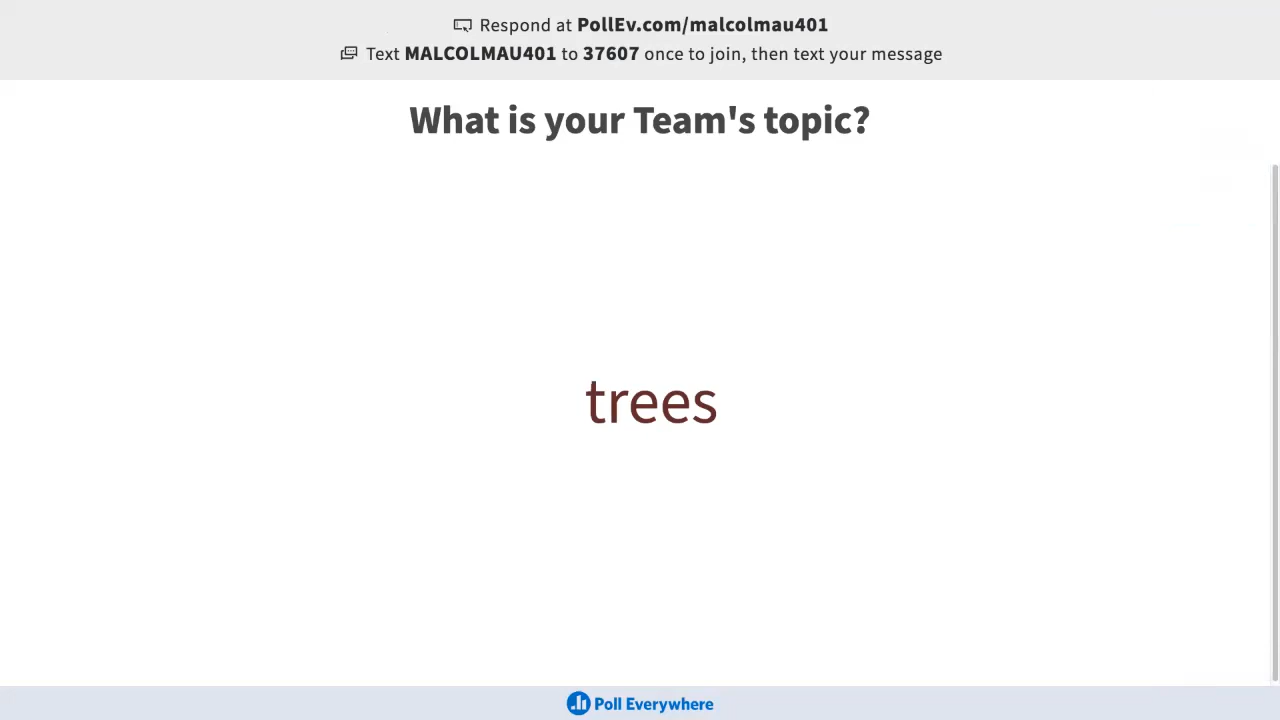 Respond at PollEv.com/malcolmau401
Text MALCOLMAU401 to 37607 once to join, then text your message
What is your Team's topic?
trees
Poll Everywhere